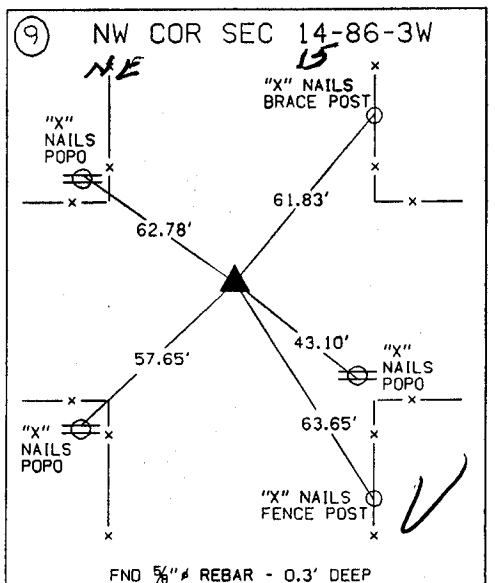 9 NW COR SEC 14-86-3W
NE 15
"X" NAILS
BRACE POST
"X"
NAILS
POPO
61.83'
62.78'
43.10'
57.65'
"X"
NAILS
POPO
63.65'
"X"
NAILS
POPO
"X" NAILS
FENCE POST
FND 5/8"ø REBAR - 0.3' DEEP